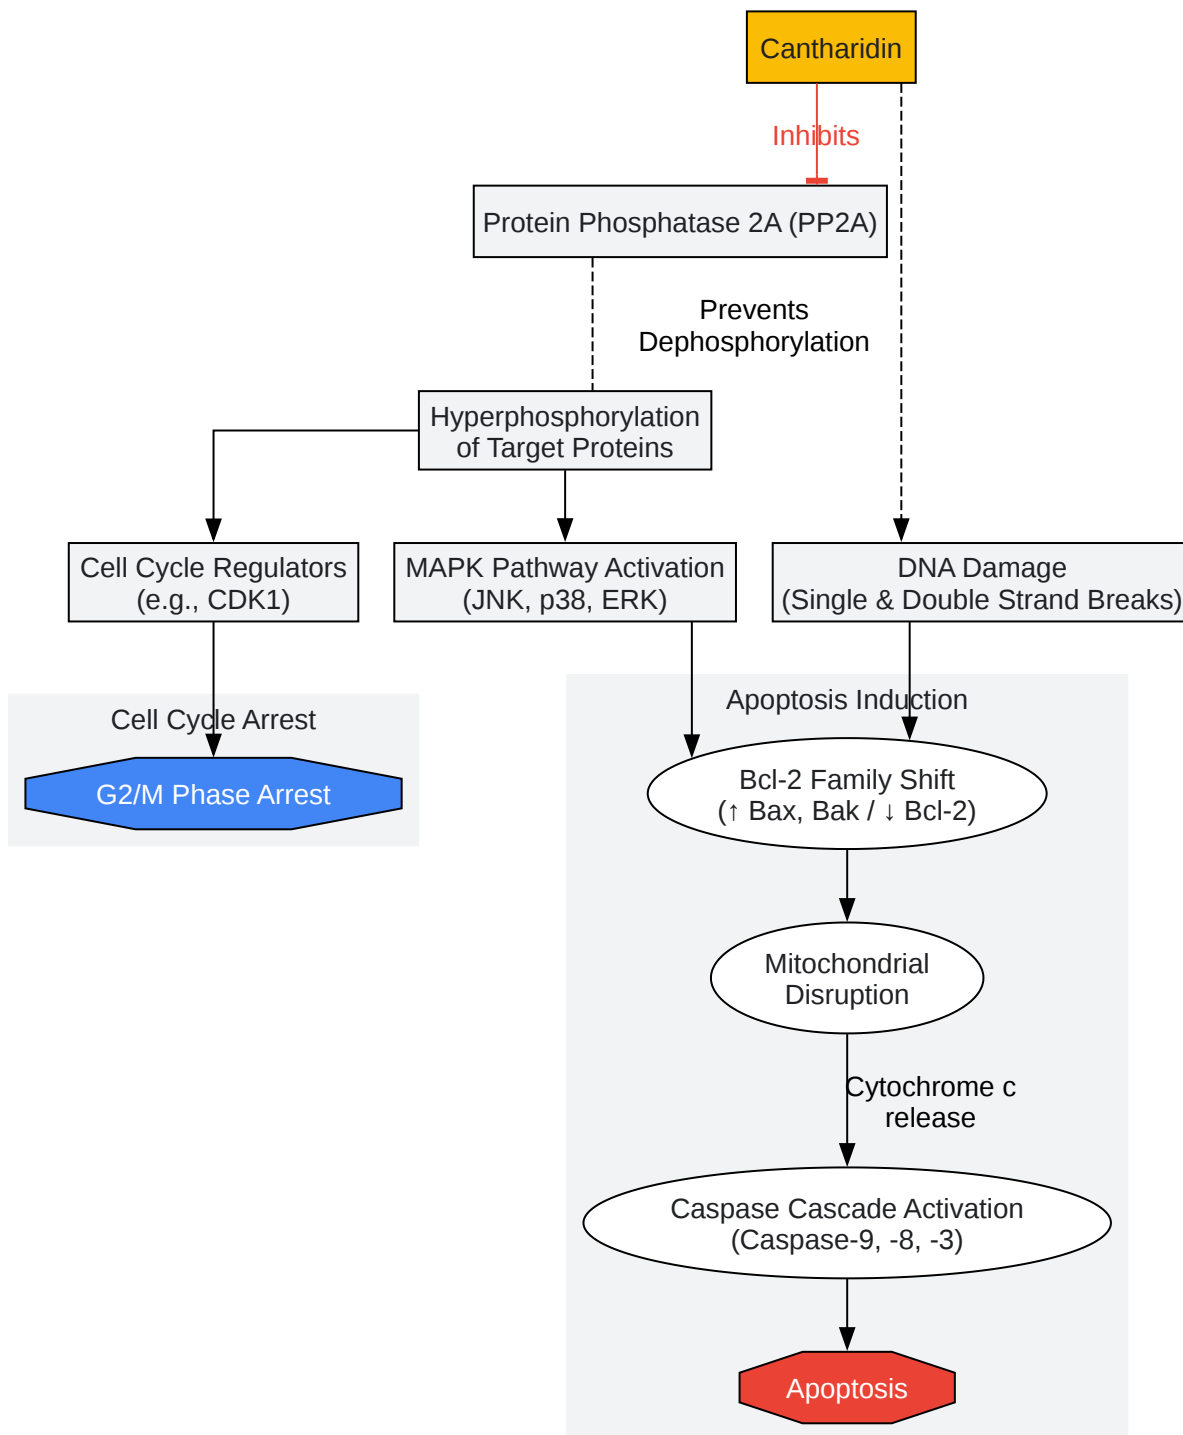 Cantharidin
Inhibits
Protein Phosphatase 2A (PP2A)
Prevents
Dephosphorylation
Hyperphosphorylation
of Target Proteins
Cell Cycle Regulators
(e.g., CDK1)
MAPK Pathway Activation
(JNK, p38, ERK)
DNA Damage
(Single & Double Strand Breaks)
Cell Cycle Arrest
G2/M Phase Arrest
Apoptosis Induction
Bcl-2 Family Shift
(↑ Bax, Bak / ↓ Bcl-2)
Mitochondrial
Disruption
Cytochrome c
release
Caspase Cascade Activation
(Caspase-9, -8, -3)
Apoptosis